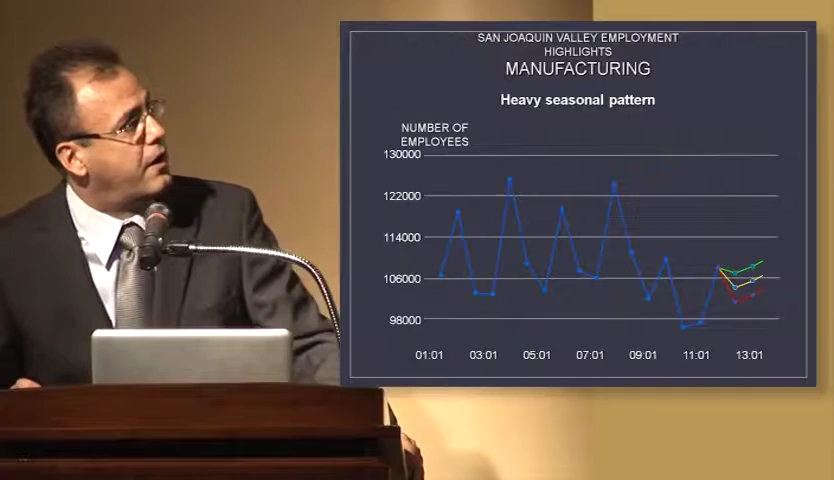 SAN JOAQUIN VALLEY EMPLOYMENT
HIGHLIGHTS
MANUFACTURING
Heavy seasonal pattern
NUMBER OF
EMPLOYEES
130000
122000
114000
106000
98000
01:01 03:01 05:01 07:01 09:01 11:01 13:01